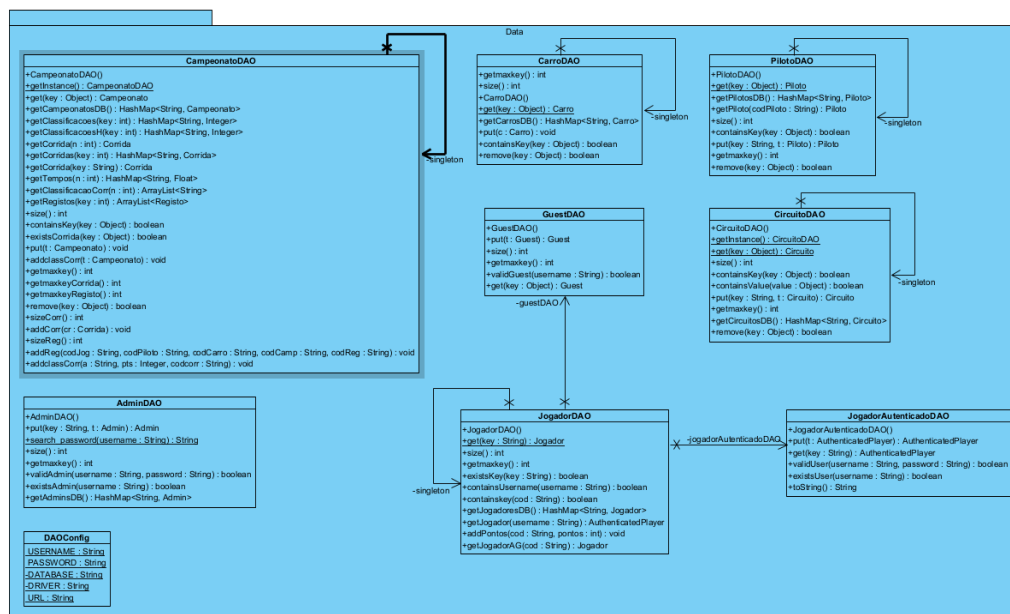 Data
CampeonatoDAO
+CampeonatoDAO()
+getInstance() : CampeonatoDAO
+get(key : Object) : Campeonato
+getCampeonatosDB() : HashMap<String, Campeonato>
+getClassificacoes(key : int) : HashMap<String, Integer>
+getClassificacoesH(key : int) : HashMap<String, Integer>
+getCorrida(n : int) : Corrida
+getCorridas(key : int) : HashMap<String, Corrida>
+getCorrida(key : String) : Corrida
+getTempos(n : int) : HashMap<String, Float>
+getClassificacaoCorr(n : int) : ArrayList<String>
+getRegistos(key : int) : ArrayList<Registo>
+size() : int
+containsKey(key : Object) : boolean
+existsCorrida(key : Object) : boolean
+put(t : Campeonato) : void
+addclassCorr(t : Campeonato) : void
+getmaxkey() : int
+getmaxkeyCorrida() : int
+getmaxkeyRegisto() : int
+remove(key : Object) : boolean
+sizeCorr() : int
+addCorr(cr : Corrida) : void
+sizeReg() : int
+addReg(codJog : String, codPiloto : String, codCarro : String, codCamp : String, codReg : String) : void
+addclassCorr(a : String, pts : Integer, codcorr : String) : void
-singleton
CarroDAO
+getmaxkey() : int
+size() : int
+CarroDAO()
+get(key : Object) : Carro
+getCarrosDB() : HashMap<String, Carro>
+put(c : Carro) : void
+containsKey(key : Object) : boolean
+remove(key : Object) : boolean
-singleton
PilotoDAO
+PilotoDAO()
+get(key : Object) : Piloto
+getPilotosDB() : HashMap<String, Piloto>
+getPiloto(codPiloto : String) : Piloto
+size() : int
+containsKey(key : Object) : boolean
+put(key : String, t : Piloto) : Piloto
+getmaxkey() : int
+remove(key : Object) : boolean
-singleton
GuestDAO
+GuestDAO()
+put(t : Guest) : Guest
+size() : int
+getmaxkey() : int
+validGuest(username : String) : boolean
+get(key : Object) : Guest
-guestDAO
CircuitoDAO
+CircuitoDAO()
+getInstance() : CircuitoDAO
+get(key : Object) : Circuito
+size() : int
+containsKey(key : Object) : boolean
+containsValue(value : Object) : boolean
+put(key : String, t : Circuito) : Circuito
+getmaxkey() : int
+getCircuitosDB() : HashMap<String, Circuito>
+remove(key : Object) : boolean
-singleton
AdminDAO
+AdminDAO()
+put(key : String, t : Admin) : Admin
+search_password(username : String) : String
+size() : int
+getmaxkey() : int
+validAdmin(username : String, password : String) : boolean
+existsAdmin(username : String) : boolean
+getAdminsDB() : HashMap<String, Admin>
JogadorDAO
+JogadorDAO()
+get(key : String) : Jogador
+size() : int
+getmaxkey() : int
+existsKey(key : String) : boolean
+containsUsername(username : String) : boolean
+containskey(cod : String) : boolean
+getJogadoresDB() : HashMap<String, Jogador>
+getJogador(username : String) : AuthenticatedPlayer
+addPontos(cod : String, pontos : int) : void
+getJogadorAG(cod : String) : Jogador
-singleton
-jogadorAutenticadoDAO
JogadorAutenticadoDAO
+JogadorAutenticadoDAO()
+put(t : AuthenticatedPlayer) : AuthenticatedPlayer
+get(key : String) : AuthenticatedPlayer
+validUser(username : String, password : String) : boolean
+existsUser(username : String) : boolean
+toString() : String
DAOConfig
USERNAME : String
PASSWORD : String
-DATABASE : String
-DRIVER : String
URL : String